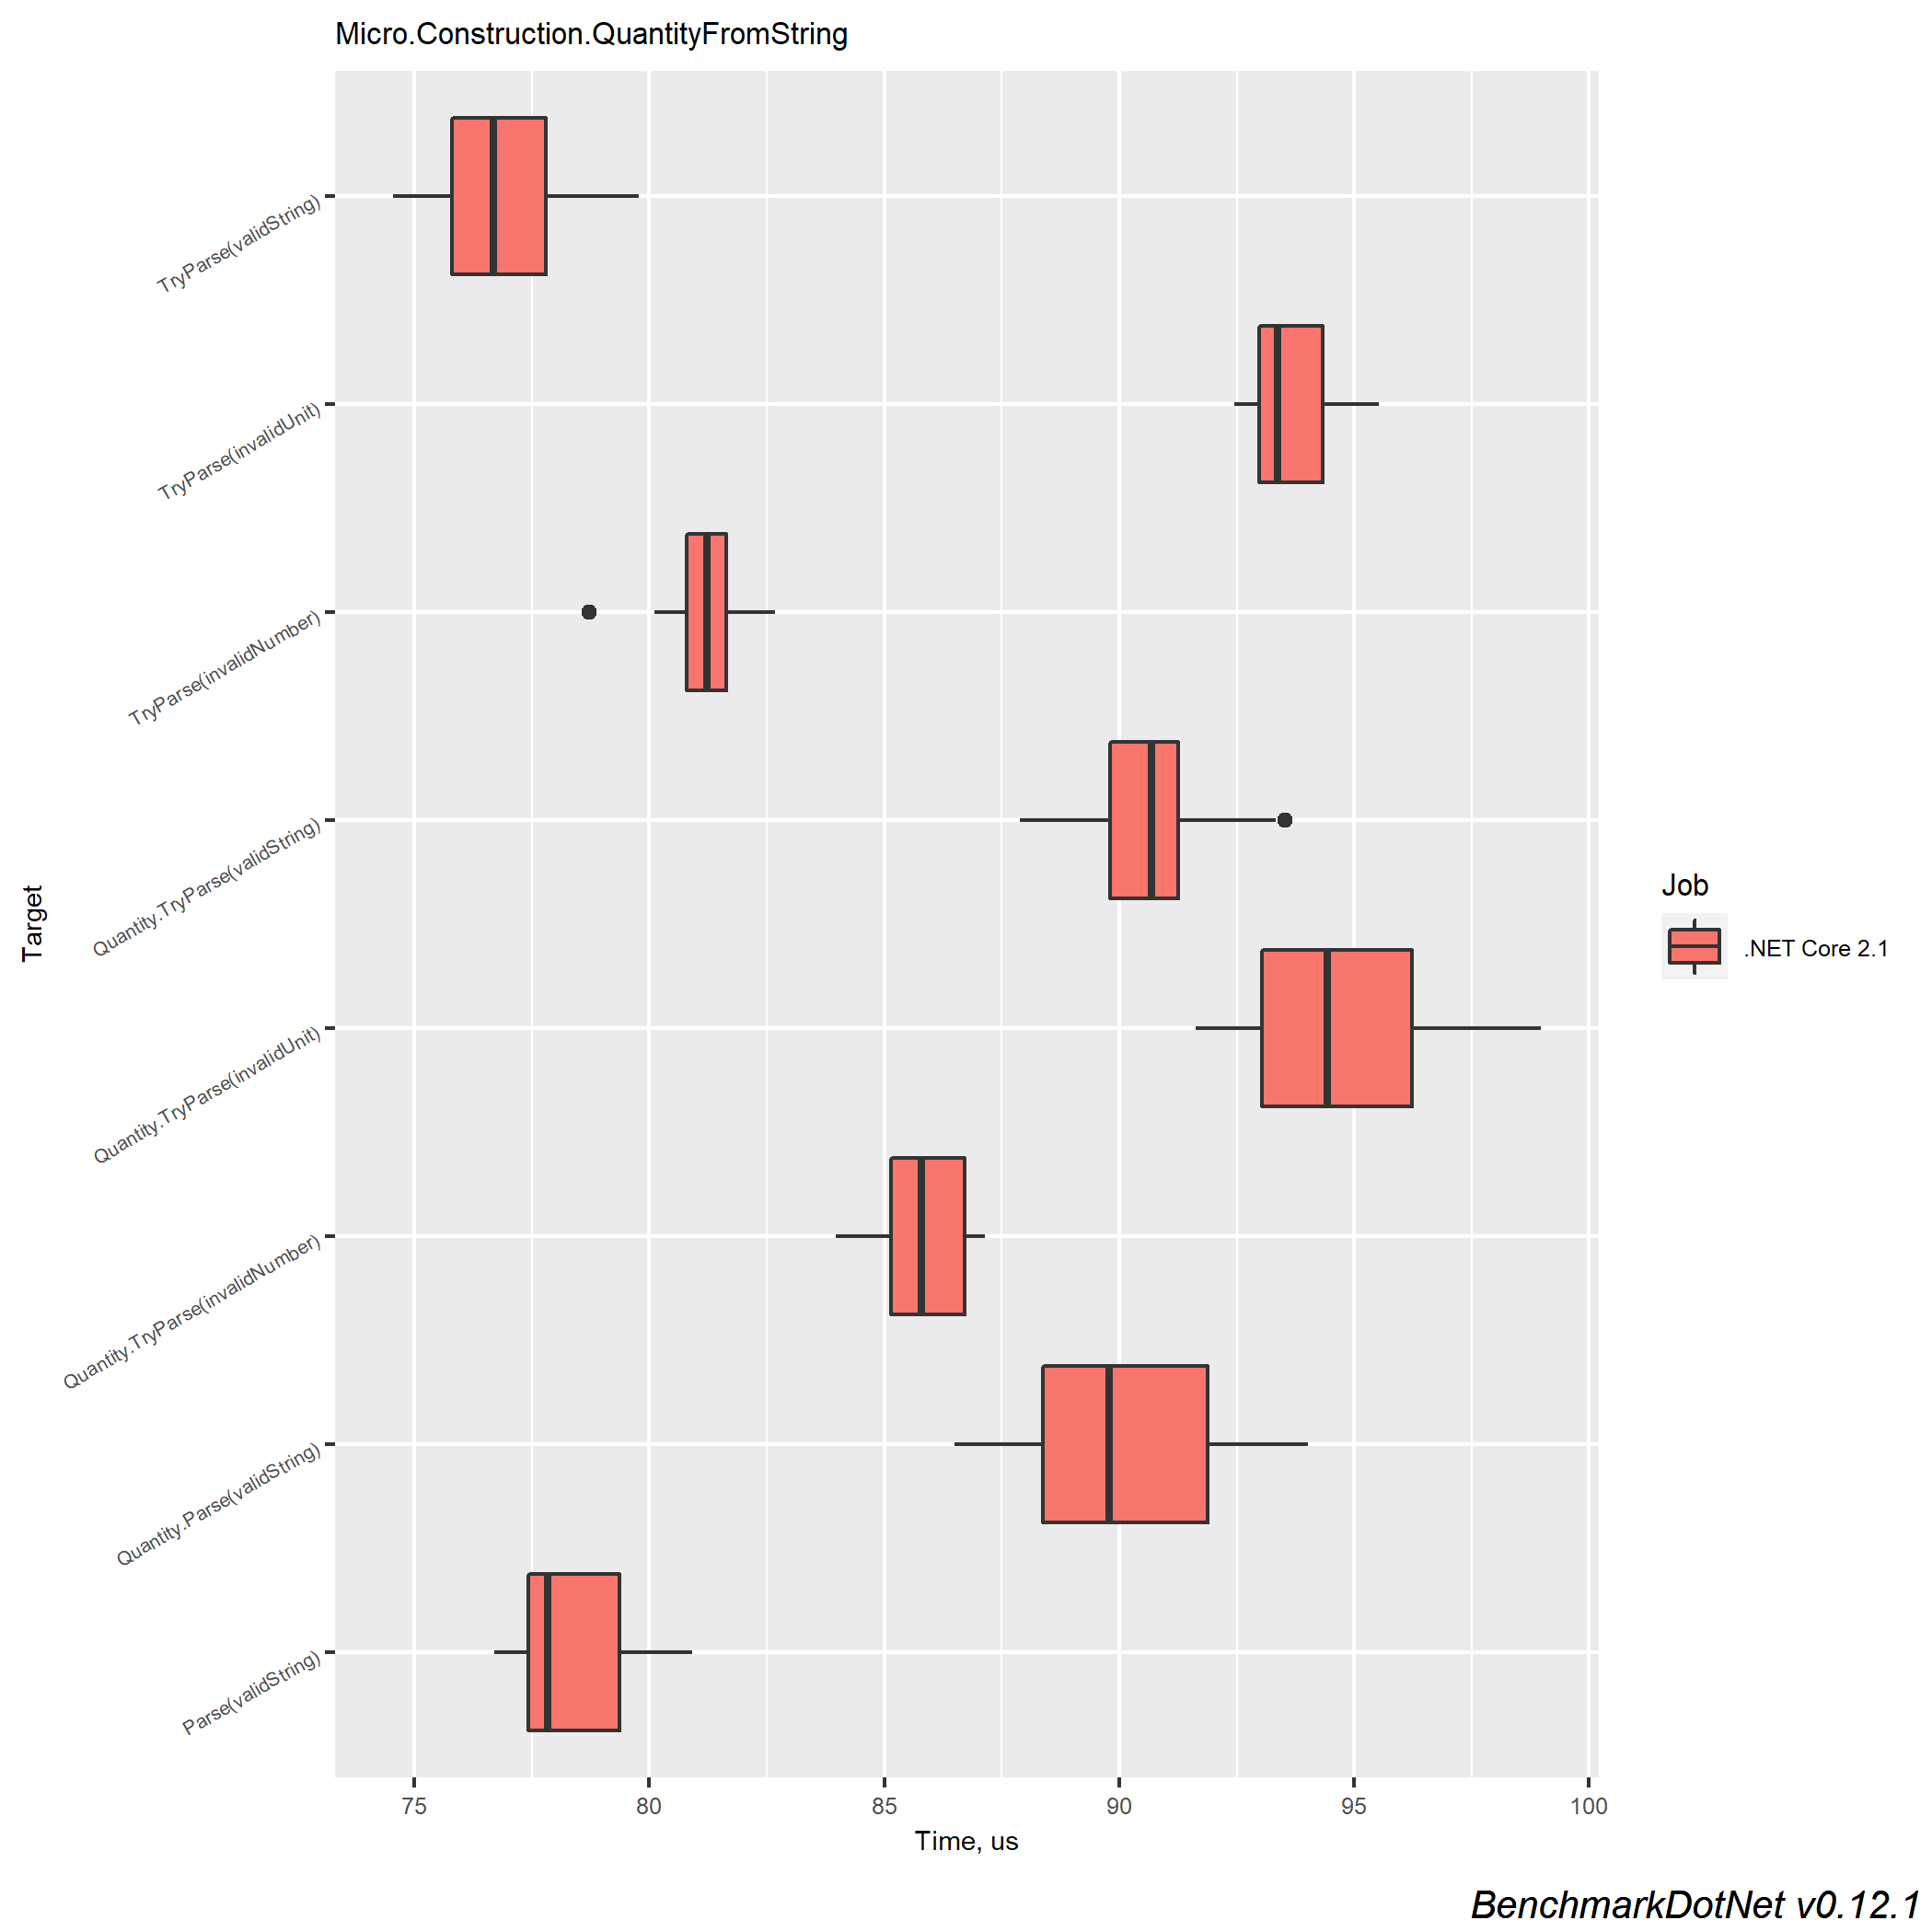 Micro.Construction.QuantityFromString
TryParse(validString)
TryParse(invalidUnit)
TryParse(invalidNumber)
Quantity.TryParse(validString)
Quantity.TryParse(invalidUnit)
Quantity.TryParse(invalidNumber)
Quantity.Parse(validString)
Parse(validString)
Target
75 80 85 90 95 100
Time, us
Job
.NET Core 2.1
BenchmarkDotNet v0.12.1